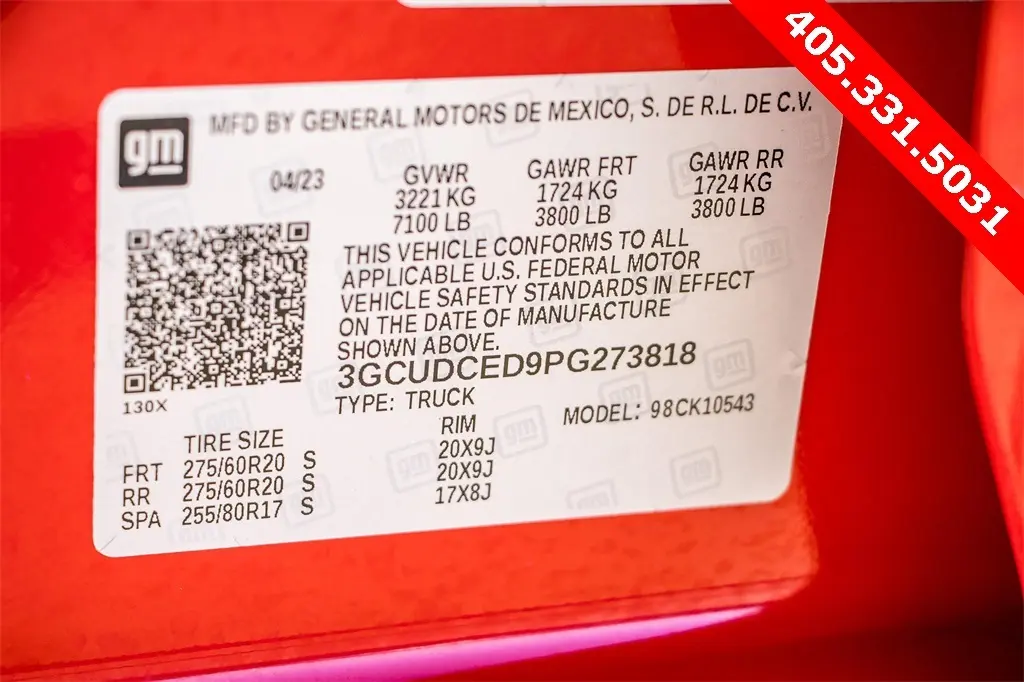 405.331.5031
gm
MFD BY GENERAL MOTORS DE MEXICO, S. DE R.L. DE C.V.
04/23 GVWR GAWR FRT GAWR RR
3221 KG 1724 KG 1724 KG
7100 LB 3800 LB 3800 LB
THIS VEHICLE CONFORMS TO ALL
APPLICABLE U.S. FEDERAL MOTOR
VEHICLE SAFETY STANDARDS IN EFFECT
ON THE DATE OF MANUFACTURE
SHOWN ABOVE.
3GCUDCED9PG273818
130X
TYPE: TRUCK MODEL: 98CK10543
TIRE SIZE RIM
FRT 275/60R20 S 20X9J
RR 275/60R20 S 20X9J
SPA 255/80R17 S 17X8J